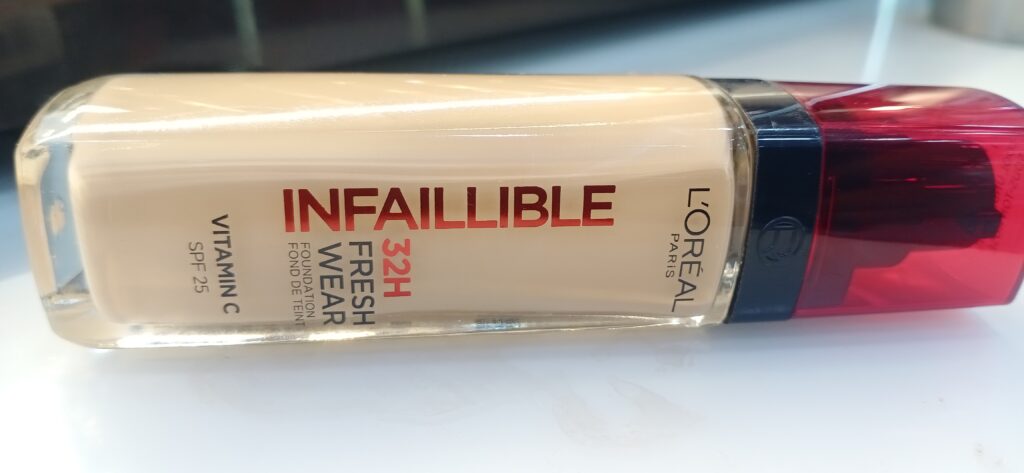 L'ORÉAL
PARIS
INFAILLIBLE
32H
FRESH
WEAR
FOUNDATION
FOND DE TEINT
VITAMIN C
SPF 25